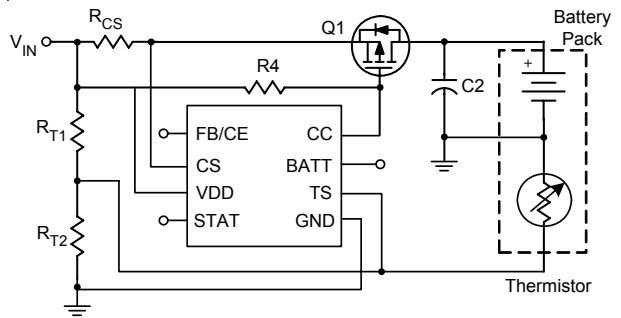 R_CS
Q1
Battery
Pack
V_IN
R4
+
C2
R_T1
FB/CE
CC
CS
BATT
VDD
TS
STAT
GND
R_T2
Thermistor